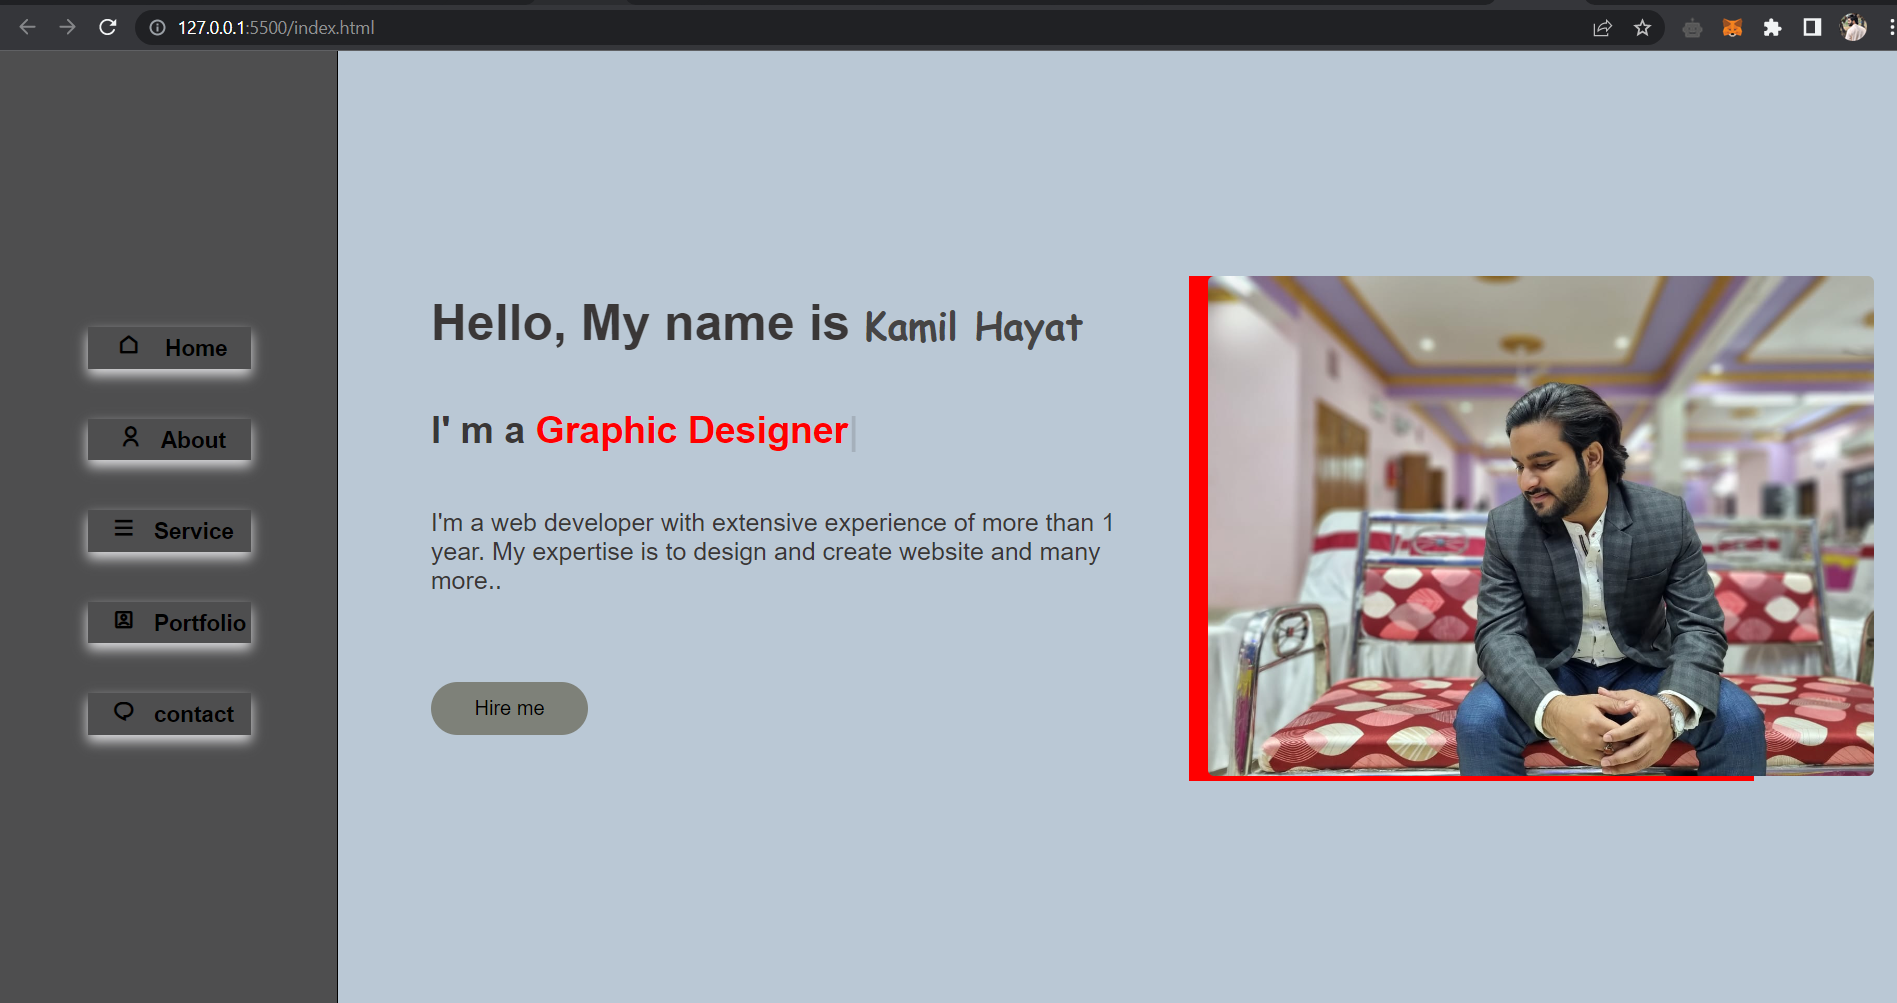 127.0.0.1:5500/index.html
Home
About
Service
Portfolio
contact
Hello, My name is Kamil Hayat
I' m a Graphic Designer|
I'm a web developer with extensive experience of more than 1
year. My expertise is to design and create website and many
more..
Hire me